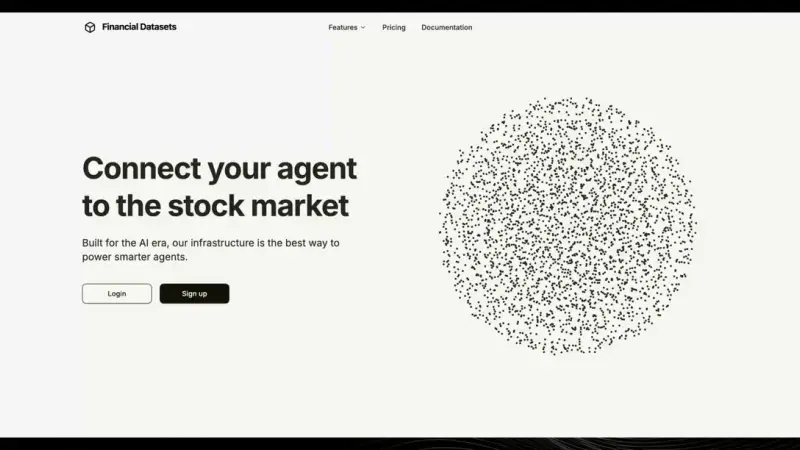 Financial Datasets
Features
Pricing
Documentation
Connect your agent
to the stock market
Built for the AI era, our infrastructure is the best way to
power smarter agents.
Login
Sign up